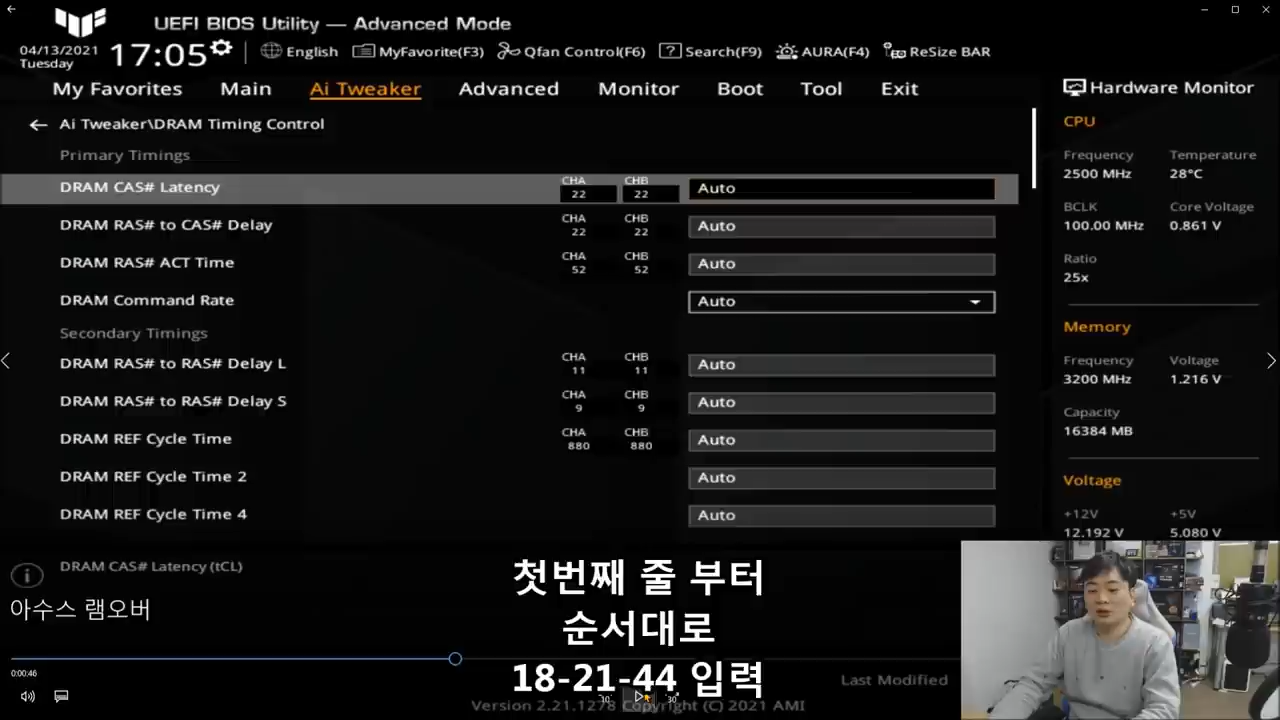 UEFI BIOS Utility — Advanced Mode
04/13/2021
Tuesday
17:05
English
MyFavorite(F3)
Qfan Control(F6)
Search(F9)
AURA(F4)
ReSize BAR
My Favorites
Main
Ai Tweaker
Advanced
Monitor
Boot
Tool
Exit
Ai Tweaker\DRAM Timing Control
Primary Timings
DRAM CAS# Latency
CHA
22
CHB
22
Auto
DRAM RAS# to CAS# Delay
CHA
22
CHB
22
Auto
DRAM RAS# ACT Time
CHA
52
CHB
52
Auto
DRAM Command Rate
Auto
Secondary Timings
DRAM RAS# to RAS# Delay L
CHA
11
CHB
11
Auto
DRAM RAS# to RAS# Delay S
CHA
9
CHB
9
Auto
DRAM REF Cycle Time
CHA
880
CHB
880
Auto
DRAM REF Cycle Time 2
Auto
DRAM REF Cycle Time 4
Auto
Hardware Monitor
CPU
Frequency
2500 MHz
Temperature
28°C
BCLK
100.00 MHz
Core Voltage
0.861 V
Ratio
25x
Memory
Frequency
3200 MHz
Voltage
1.216 V
Capacity
16384 MB
Voltage
+12V
12.192 V
+5V
5.080 V
DRAM CAS# Latency (tCL)
아수스 램오버
첫번째 줄 부터
순서대로
18-21-44 입력
0:00:46
10
30
Last Modified
Version 2.21.1278 Copyright (C) 2021 AMI